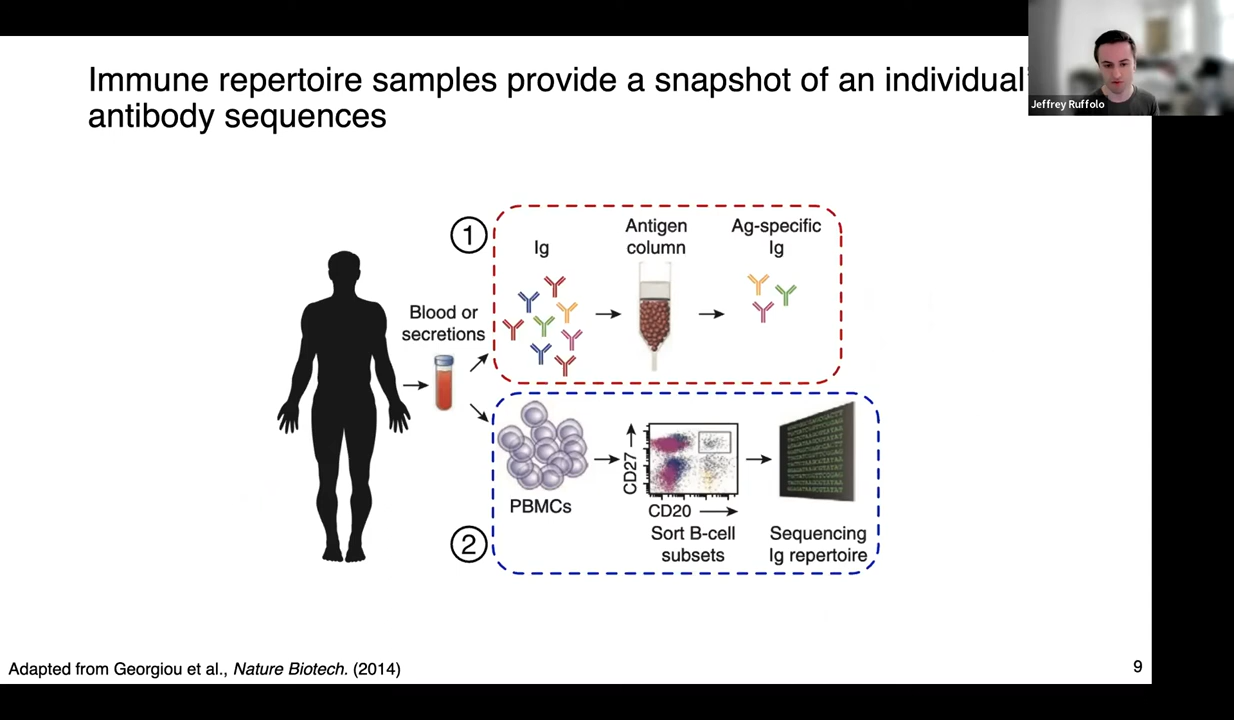 Immune repertoire samples provide a snapshot of an individual
antibody sequences
Jeffrey Ruffolo
1
Ig
Antigen
column
Ag-specific
Ig
Blood or
secretions
PBMCs
CD27
CD20
Sort B-cell
subsets
Sequencing
Ig repertoire
2
Adapted from Georgiou et al., Nature Biotech. (2014)
9